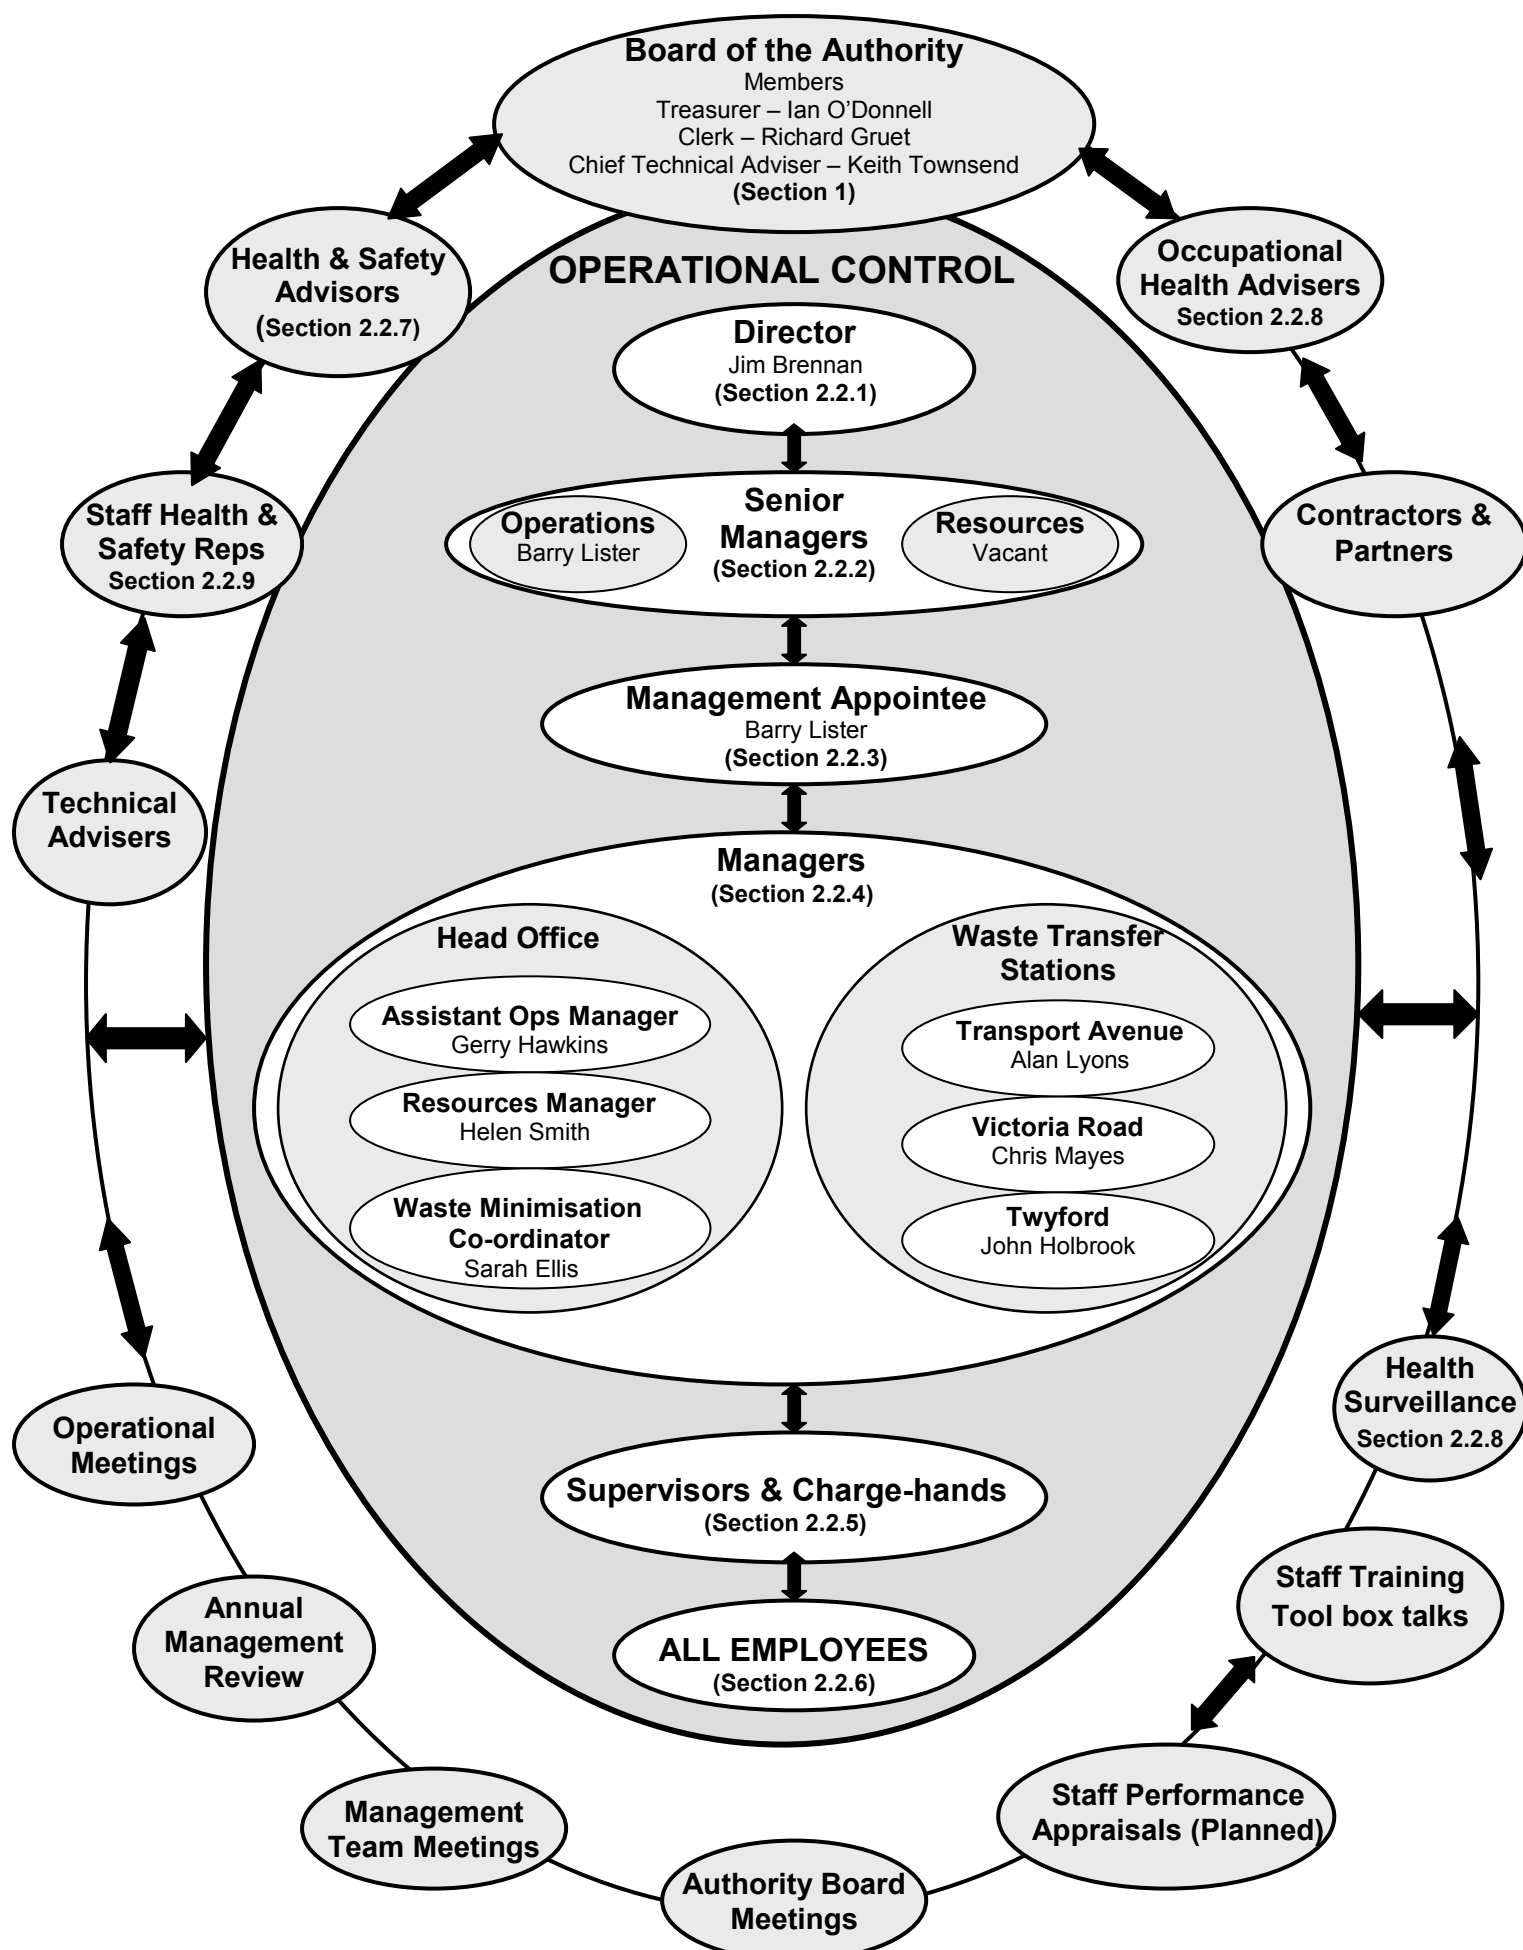 Board of the Authority
Members
Treasurer – Ian O’Donnell
Clerk – Richard Gruet
Chief Technical Adviser – Keith Townsend
(Section 1)
Health & Safety
Advisors
(Section 2.2.7)
Occupational
Health Advisers
Section 2.2.8
OPERATIONAL CONTROL
Director
Jim Brennan
(Section 2.2.1)
Staff Health &
Safety Reps
Section 2.2.9
Operations
Barry Lister
Senior
Managers
(Section 2.2.2)
Resources
Vacant
Contractors &
Partners
Management Appointee
Barry Lister
(Section 2.2.3)
Technical
Advisers
Managers
(Section 2.2.4)
Head Office
Assistant Ops Manager
Gerry Hawkins
Resources Manager
Helen Smith
Waste Minimisation
Co-ordinator
Sarah Ellis
Waste Transfer
Stations
Transport Avenue
Alan Lyons
Victoria Road
Chris Mayes
Twyford
John Holbrook
Operational
Meetings
Health
Surveillance
Section 2.2.8
Supervisors & Charge-hands
(Section 2.2.5)
Annual
Management
Review
Staff Training
Tool box talks
ALL EMPLOYEES
(Section 2.2.6)
Management
Team Meetings
Staff Performance
Appraisals (Planned)
Authority Board
Meetings